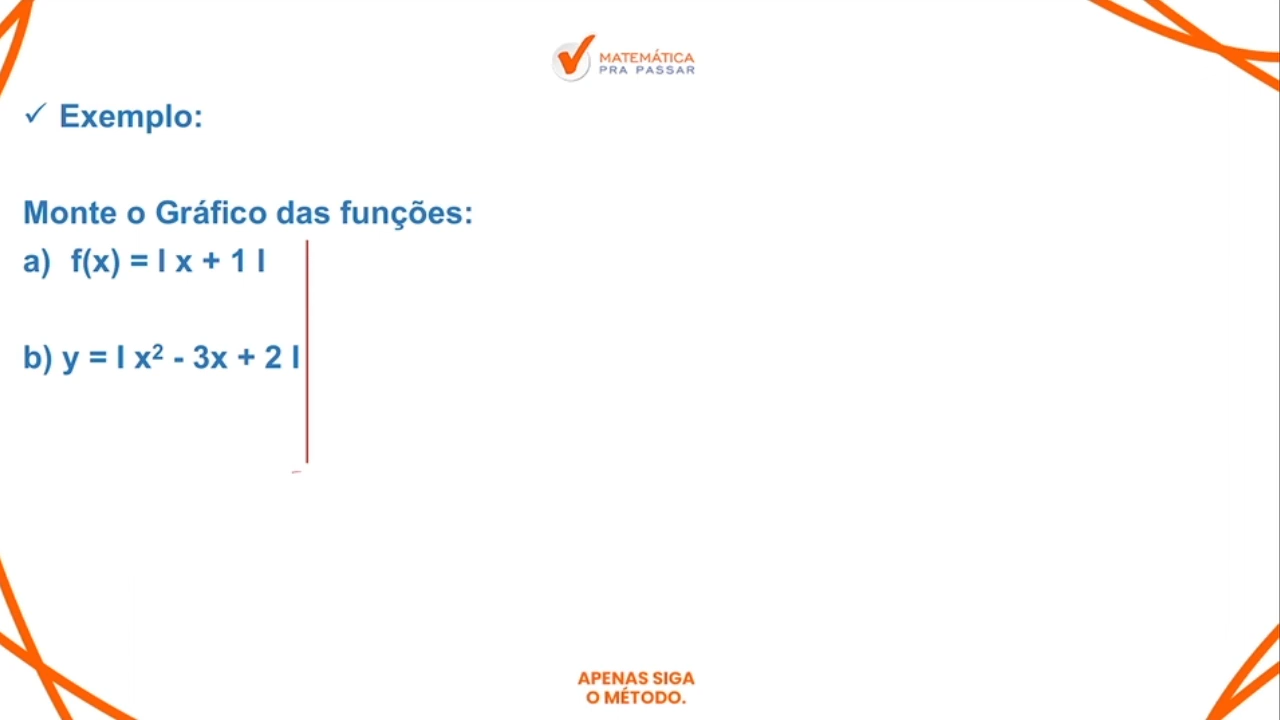 MATEMÁTICA
PRA PASSAR
✓ Exemplo:
Monte o Gráfico das funções:
a) f(x) = l x + 1 l
b) y = l x² - 3x + 2 l
APENAS SIGA
O MÉTODO.